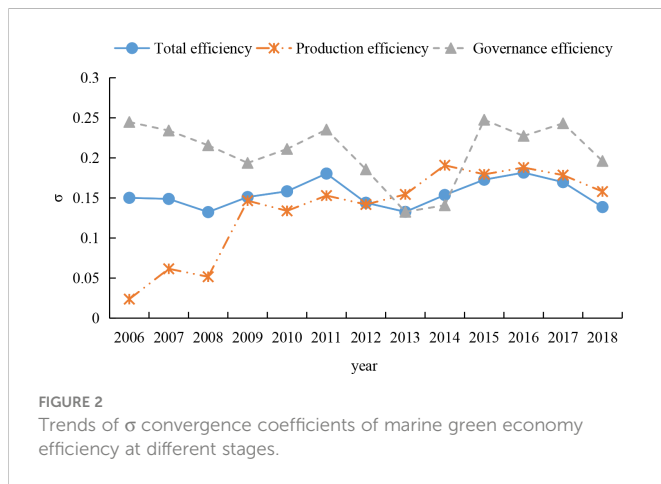 Total efficiency Production efficiency Governance efficiency
0.3
0.25
0.2
0.15
0.1
0.05
0
σ
2006 2007 2008 2009 2010 2011 2012 2013 2014 2015 2016 2017 2018
year
FIGURE 2
Trends of σ convergence coefficients of marine green economy
efficiency at different stages.